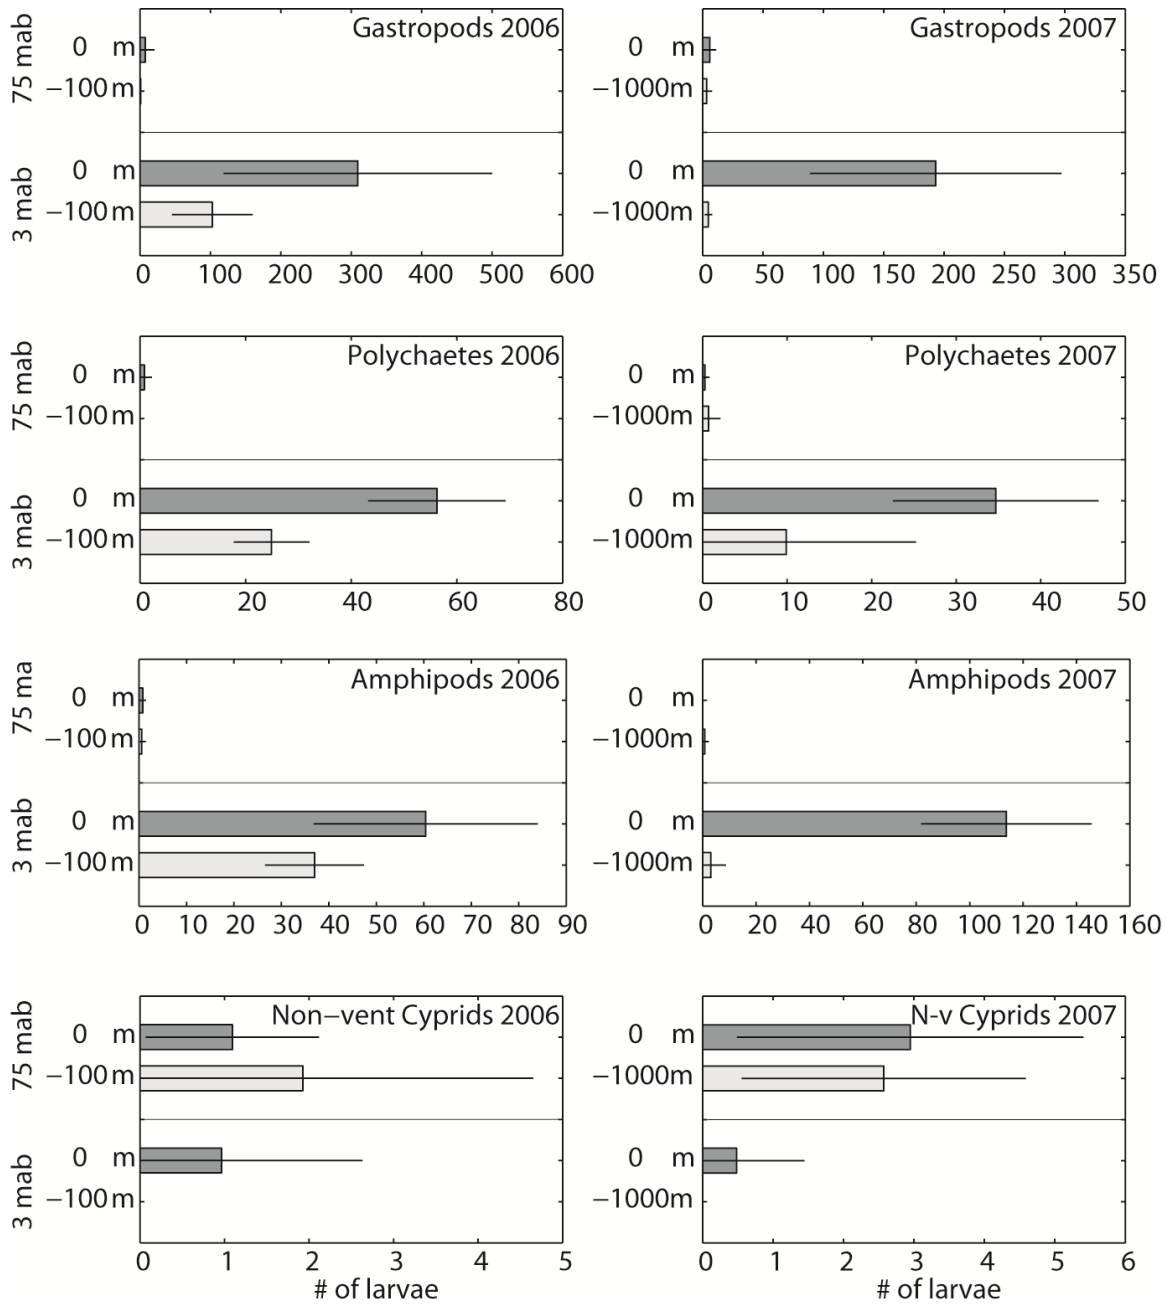 Gastropods 2006
75 mab
0 m
−100 m
3 mab
0 m
−100 m
0 100 200 300 400 500 600
Gastropods 2007
0 m
−1000m
0 m
−1000m
0 50 100 150 200 250 300 350
Polychaetes 2006
75 mab
0 m
−100 m
3 mab
0 m
−100 m
0 20 40 60 80
Polychaetes 2007
0 m
−1000m
0 m
−1000m
0 10 20 30 40 50
Amphipods 2006
75 ma
0 m
−100 m
3 mab
0 m
−100 m
0 10 20 30 40 50 60 70 80 90
Amphipods 2007
0 m
−1000m
0 m
−1000m
0 20 40 60 80 100 120 140 160
Non−vent Cyprids 2006
75 mab
0 m
−100 m
3 mab
0 m
−100 m
0 1 2 3 4 5
# of larvae
N-v Cyprids 2007
0 m
−1000m
0 m
−1000m
0 1 2 3 4 5 6
# of larvae